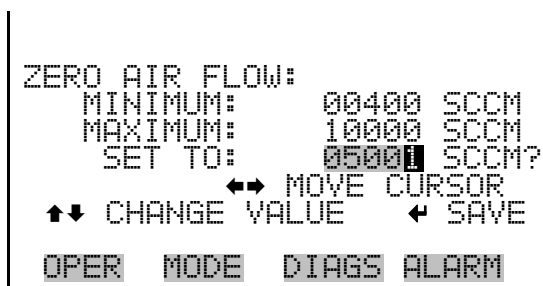 ZERO AIR FLOW:
MINIMUM: 00400 SCCM
MAXIMUM: 10000 SCCM
SET TO: 05001 SCCM?
⬅➡ MOVE CURSOR
⬆⬇ CHANGE VALUE ↵ SAVE
OPER MODE DIAGS ALARM